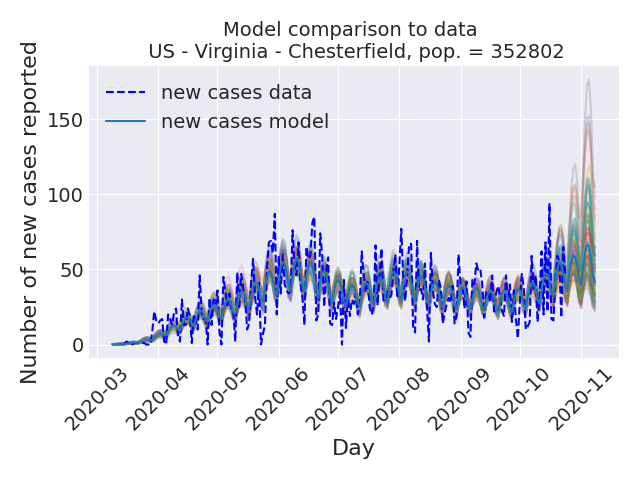 Model comparison to data
US - Virginia - Chesterfield, pop. = 352802
Number of new cases reported
150
100
50
0
new cases data
new cases model
2020-03
2020-04
2020-05
2020-06
2020-07
2020-08
2020-09
2020-10
2020-11
Day